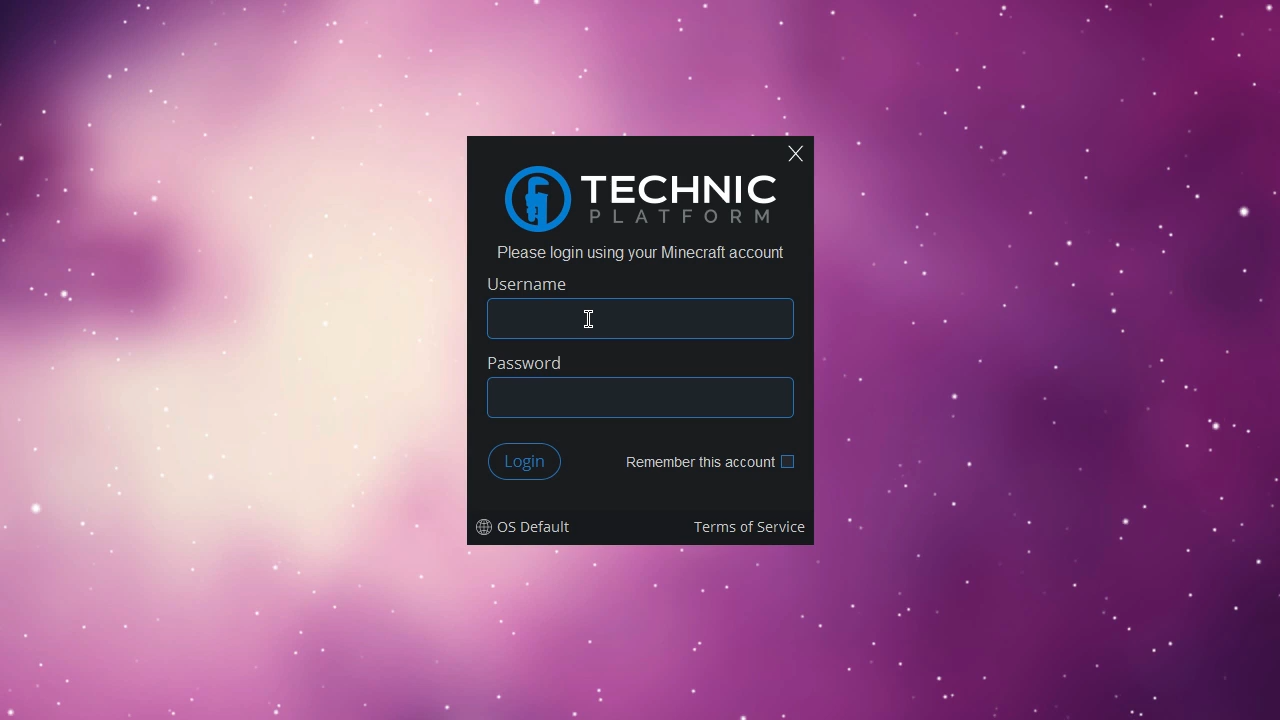 TECHNIC
PLATFORM
Please login using your Minecraft account
Username
Password
Login
Remember this account
OS Default
Terms of Service